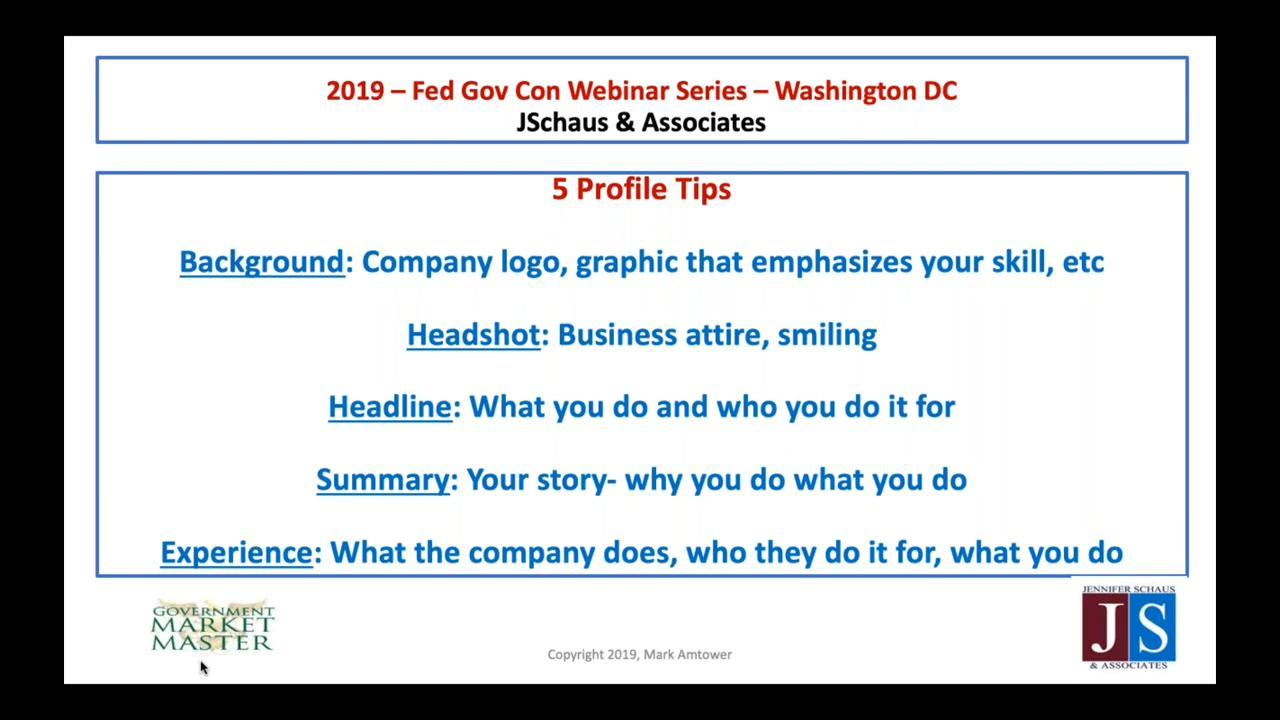 2019 – Fed Gov Con Webinar Series – Washington DC
JSchaus & Associates
5 Profile Tips
Background: Company logo, graphic that emphasizes your skill, etc
Headshot: Business attire, smiling
Headline: What you do and who you do it for
Summary: Your story- why you do what you do
Experience: What the company does, who they do it for, what you do
GOVERNMENT
MARKET
MASTER
Copyright 2019, Mark Amtower
JENNIFER SCHAUS
JS
& ASSOCIATES